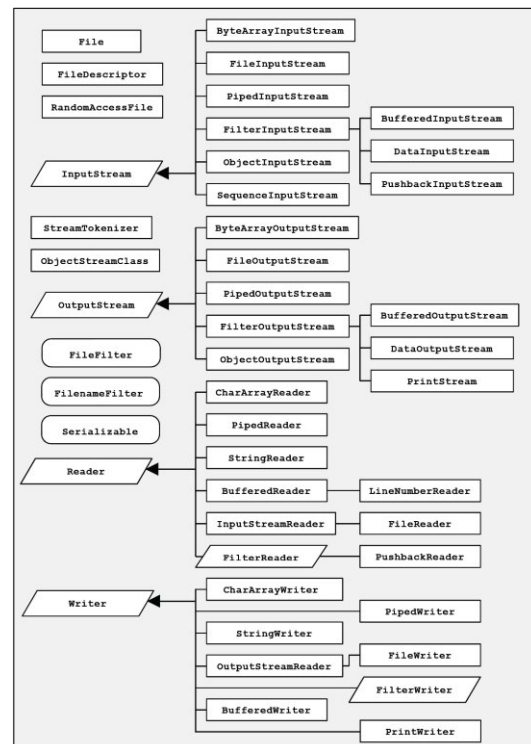 File
FileDescriptor
RandomAccessFile
InputStream
ByteArrayInputStream
FileInputStream
PipedInputStream
FilterInputStream
ObjectInputStream
SequenceInputStream
BufferedInputStream
DataInputStream
PushbackInputStream
StreamTokenizer
ObjectStreamClass
OutputStream
ByteArrayOutputStream
FileOutputStream
PipedOutputStream
FilterOutputStream
ObjectOutputStream
BufferedOutputStream
DataOutputStream
PrintStream
FileFilter
FilenameFilter
Serializable
Reader
CharArrayReader
PipedReader
StringReader
BufferedReader
LineNumberReader
InputStreamReader
FileReader
FilterReader
PushbackReader
Writer
CharArrayWriter
PipedWriter
StringWriter
OutputStreamReader
FileWriter
FilterWriter
BufferedWriter
PrintWriter